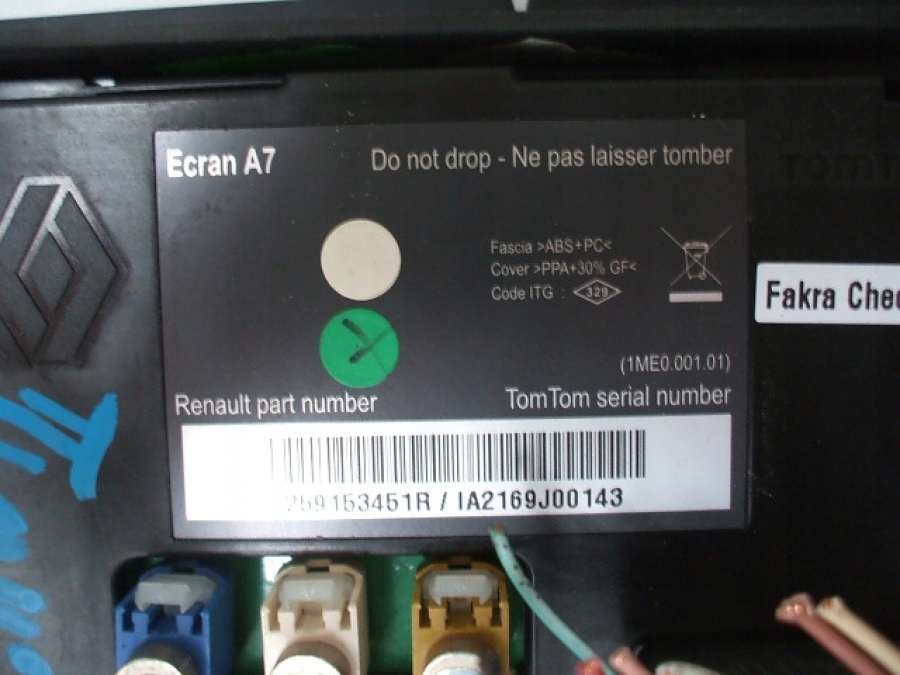 Ecran A7
Do not drop - Ne pas laisser tomber
Fascia >ABS+PC<
Cover >PPA+30% GF<
Code ITG : 329
Fakra Chec
(1ME0.001.01)
Renault part number
TomTom serial number
259153451R / IA2169J00143